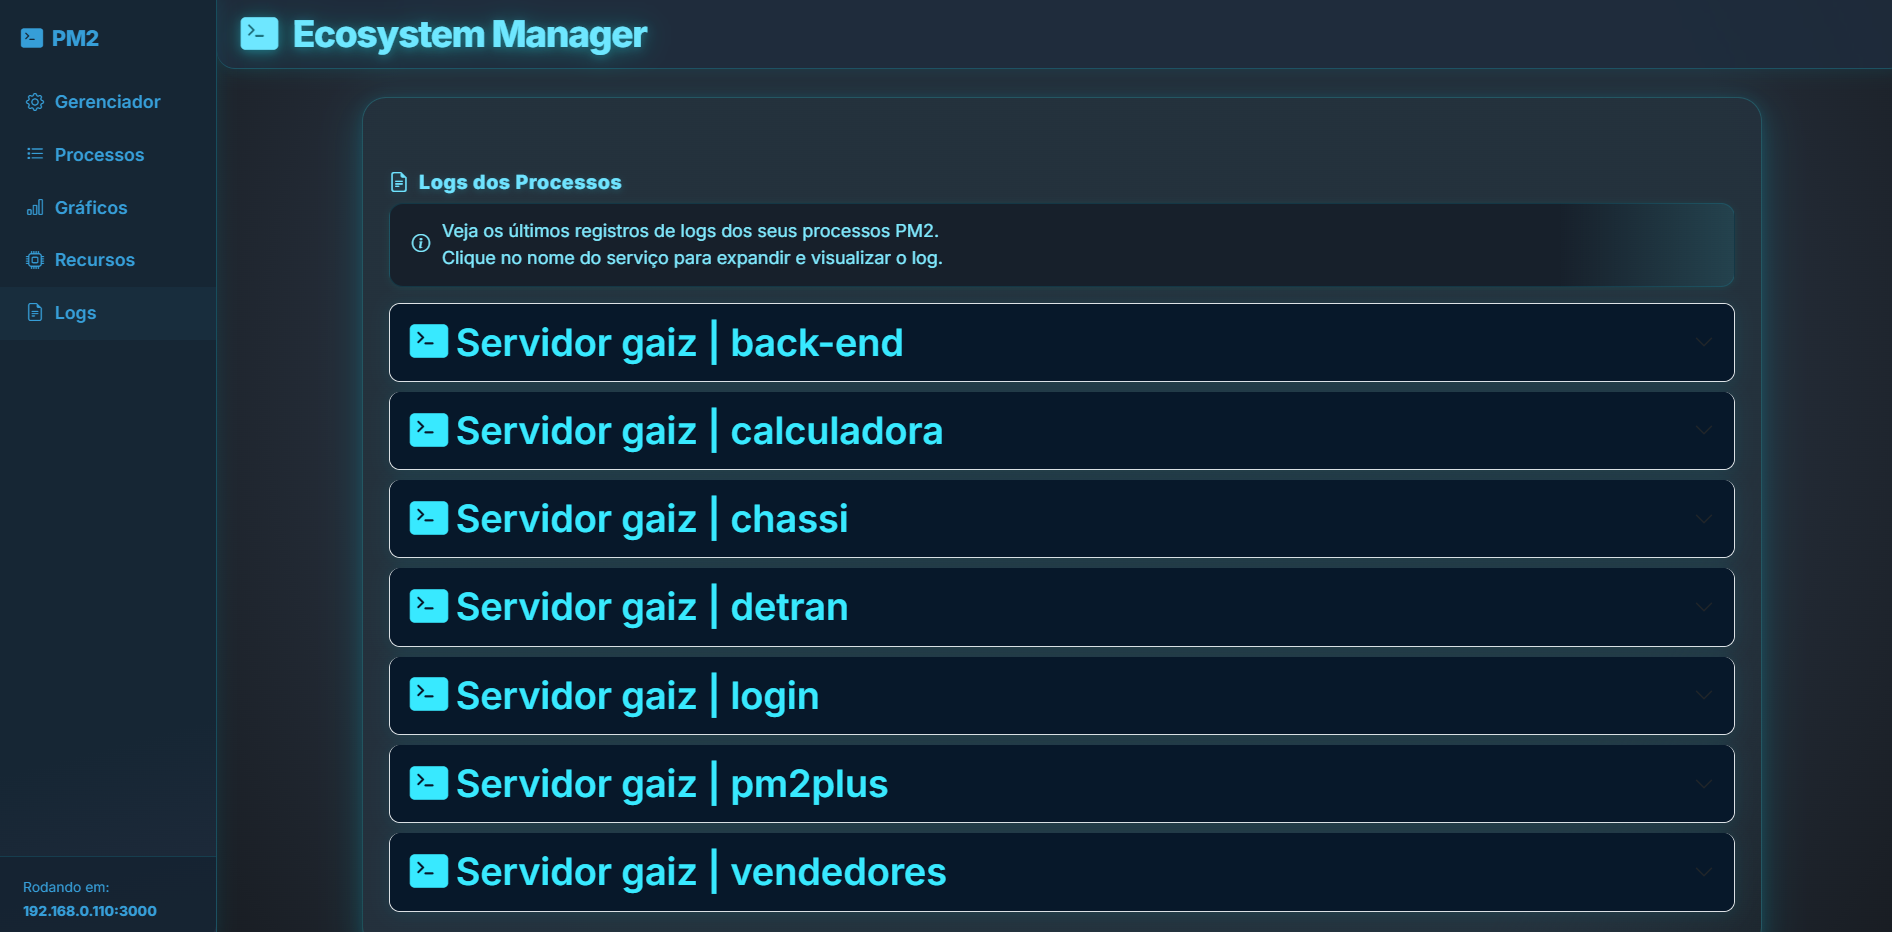 PM2
Gerenciador
Processos
Gráficos
Recursos
Logs
Rodando em:
192.168.0.110:3000
Ecosystem Manager
Logs dos Processos
Veja os últimos registros de logs dos seus processos PM2.
Clique no nome do serviço para expandir e visualizar o log.
Servidor gaiz | back-end
Servidor gaiz | calculadora
Servidor gaiz | chassi
Servidor gaiz | detran
Servidor gaiz | login
Servidor gaiz | pm2plus
Servidor gaiz | vendedores